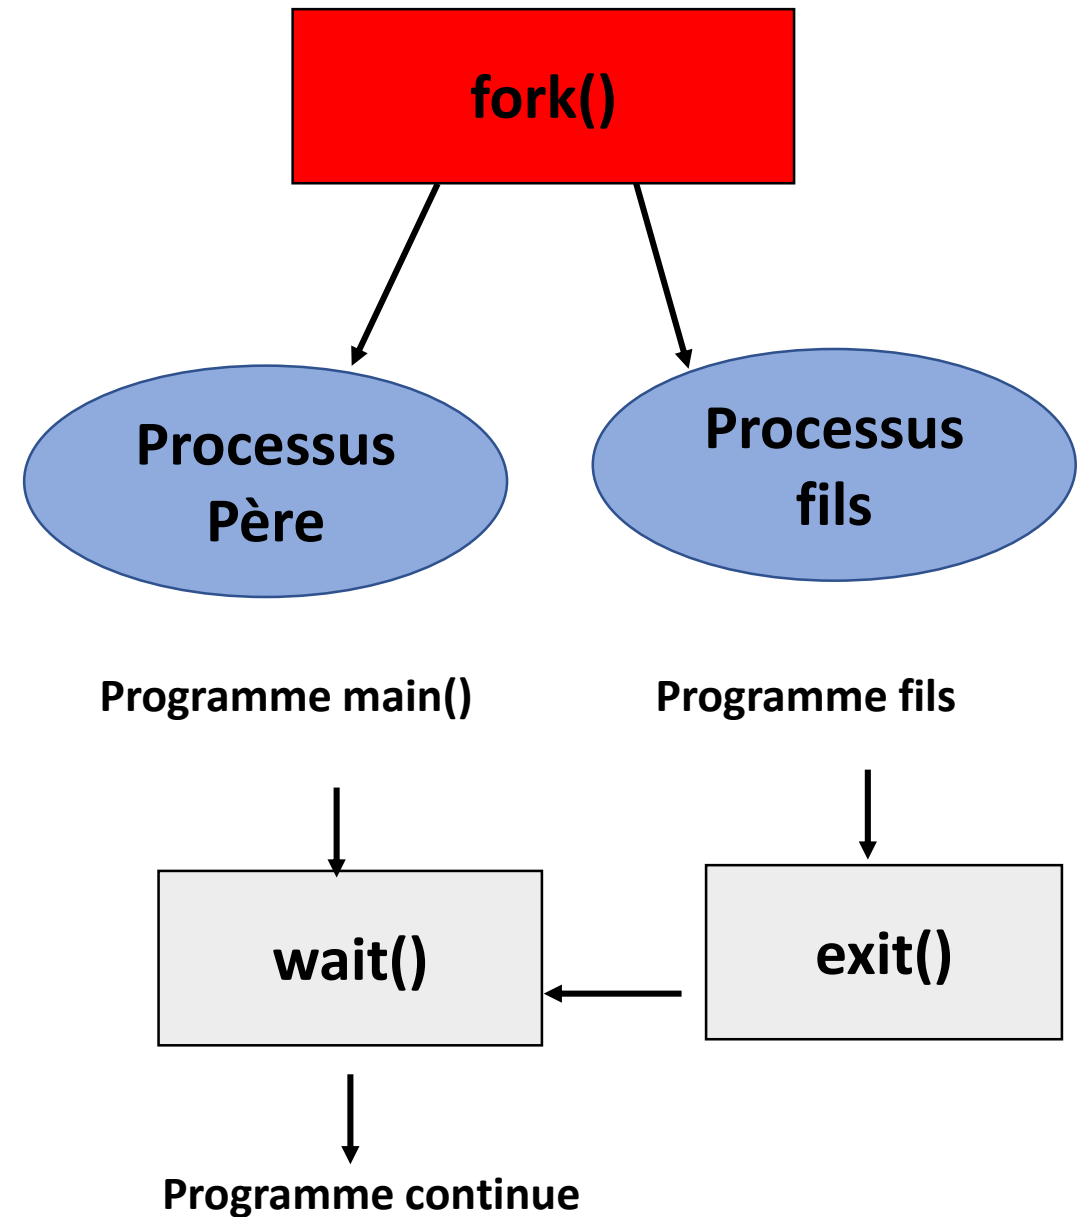 fork()
Processus
Père
Processus
fils
Programme main()
Programme fils
wait()
exit()
Programme continue